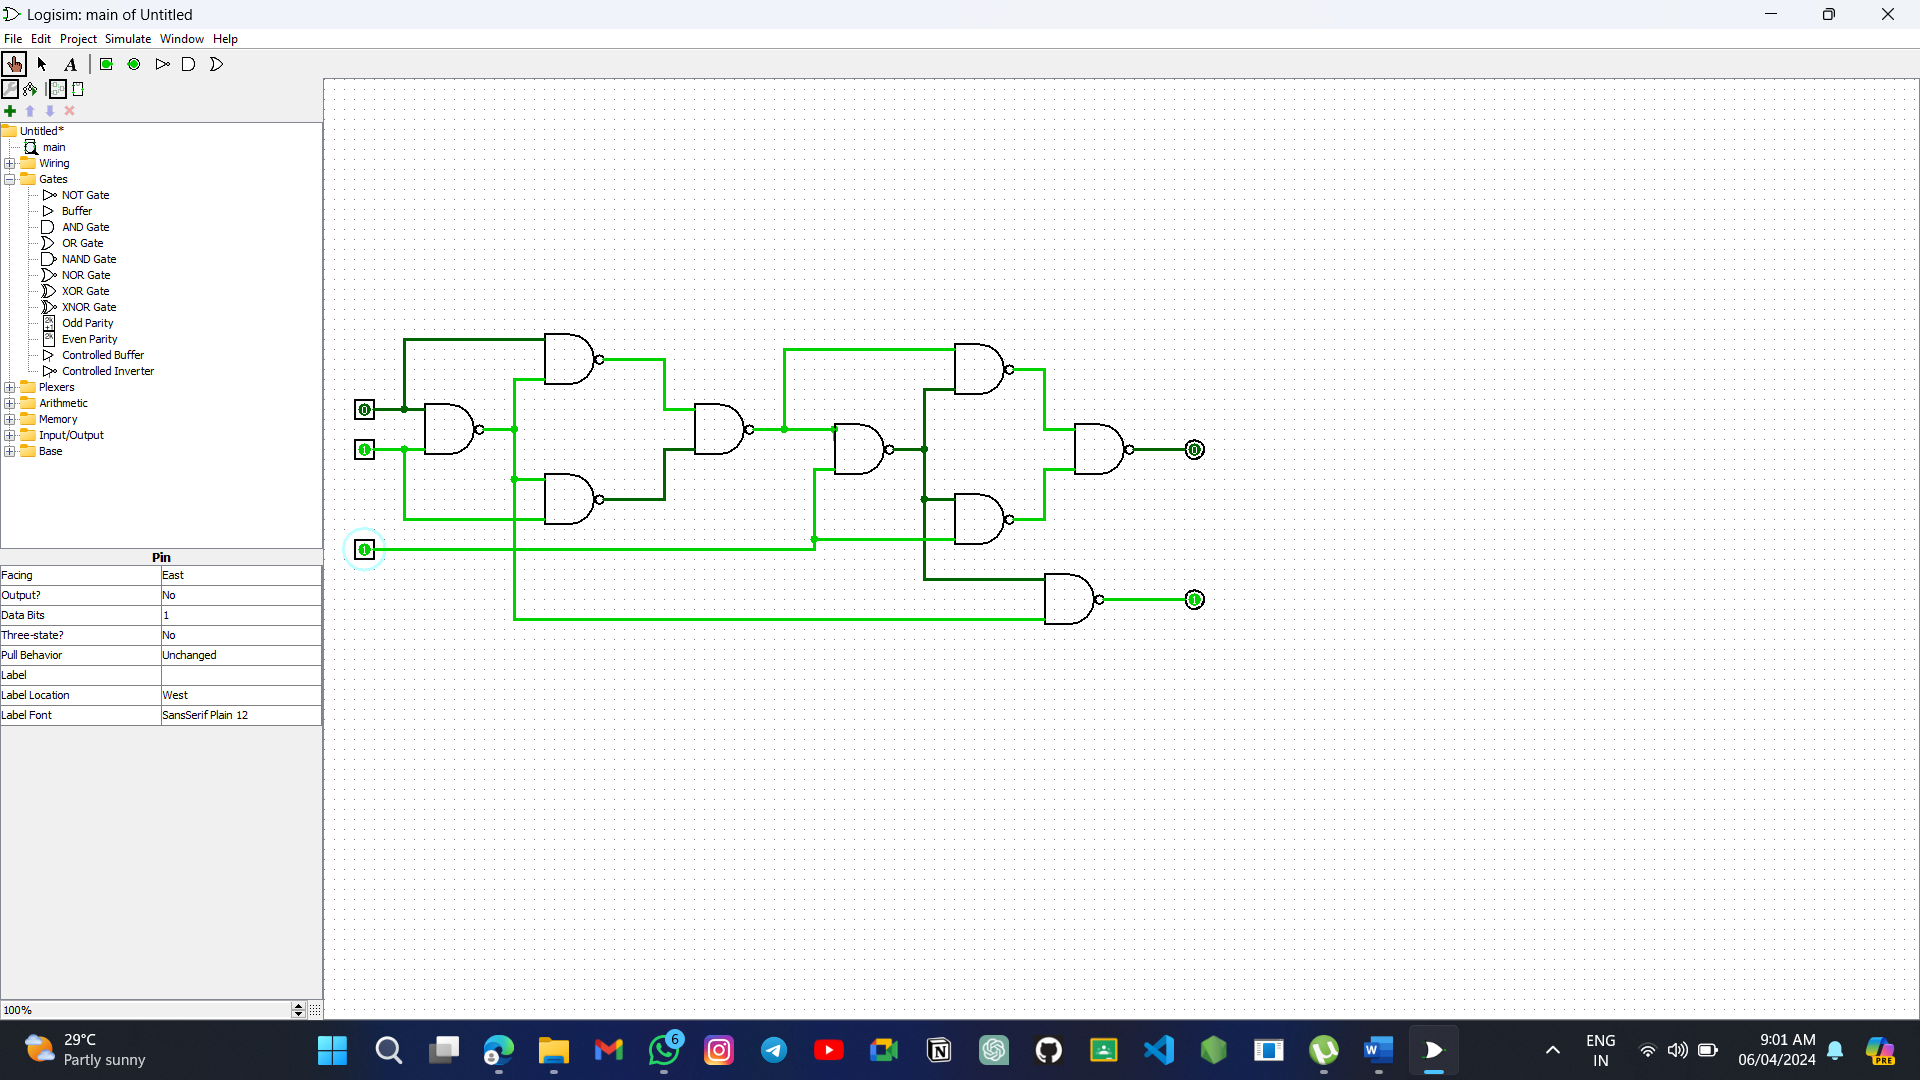 Logisim: main of Untitled
File Edit Project Simulate Window Help
A
Untitled*
main
Wiring
Gates
NOT Gate
Buffer
AND Gate
OR Gate
NAND Gate
NOR Gate
XOR Gate
XNOR Gate
Odd Parity
Even Parity
Controlled Buffer
Controlled Inverter
Plexers
Arithmetic
Memory
Input/Output
Base
0
1
1
0
1
Pin
Facing East
Output? No
Data Bits 1
Three-state? No
Pull Behavior Unchanged
Label
Label Location West
Label Font SansSerif Plain 12
100%
29°C
Partly sunny
6
W
ENG
IN
9:01 AM
06/04/2024
PRE